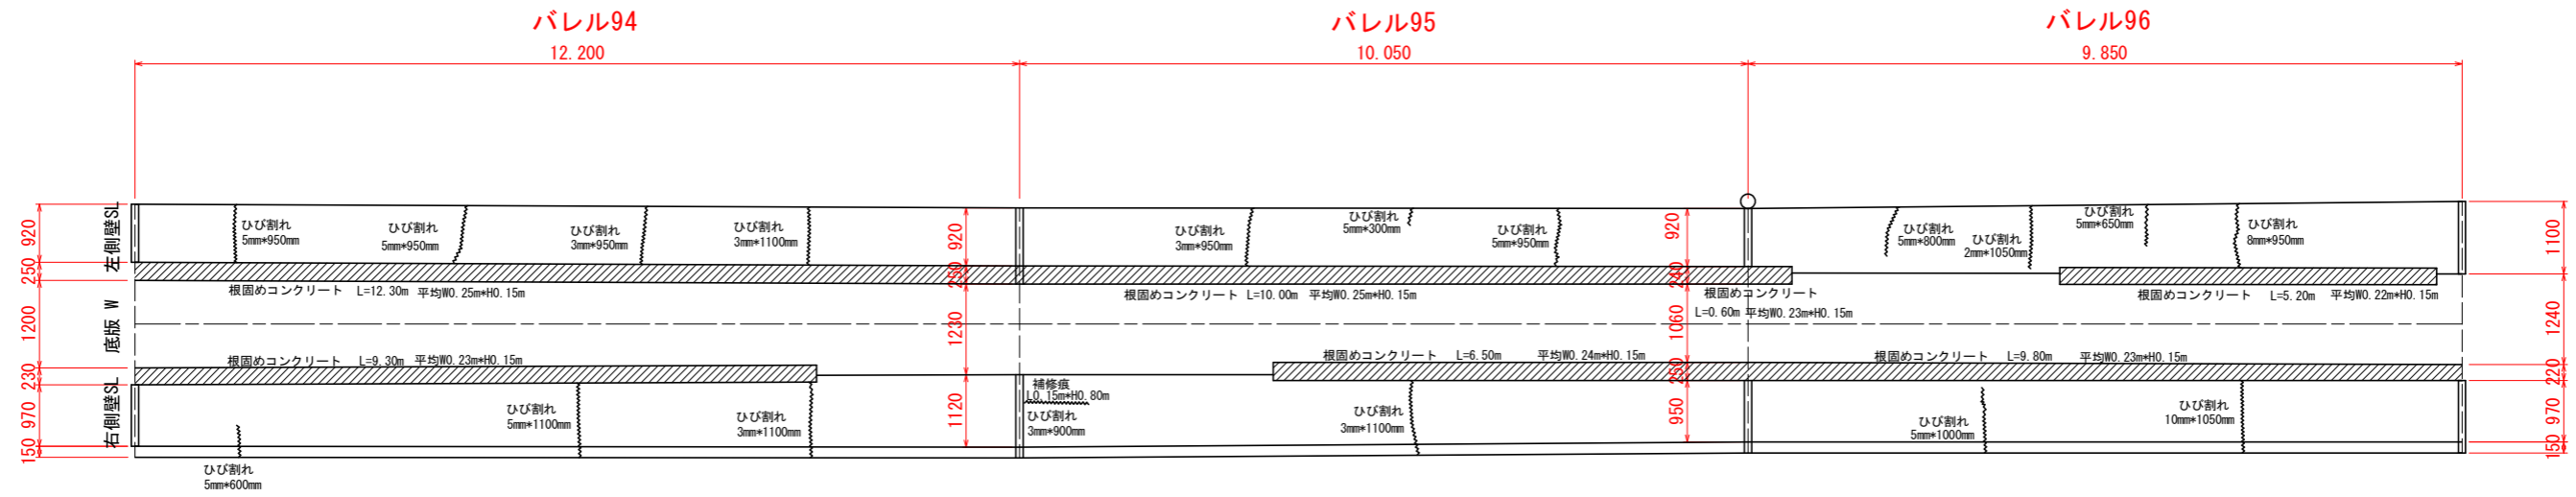 バレル94
バレル95
バレル96
12.200
10.050
9.850
左側壁SL
底版 W
右側壁SL
920
250
1200
230
970
150
ひび割れ
5mm*950mm
ひび割れ
5mm*950mm
ひび割れ
3mm*950mm
ひび割れ
3mm*1100mm
920
250
1230
1120
ひび割れ
3mm*950mm
ひび割れ
5mm*300mm
ひび割れ
5mm*950mm
920
240
1060
250
950
ひび割れ
5mm*800mm
ひび割れ
2mm*1050mm
ひび割れ
5mm*650mm
ひび割れ
8mm*950mm
1100
1240
220
970
150
根固めコンクリート L=12.30m 平均W0.25m*H0.15m
根固めコンクリート L=10.00m 平均W0.25m*H0.15m
根固めコンクリート
L=0.60m 平均W0.23m*H0.15m
根固めコンクリート L=5.20m 平均W0.22m*H0.15m
根固めコンクリート L=9.30m 平均W0.23m*H0.15m
根固めコンクリート L=6.50m 平均W0.24m*H0.15m
根固めコンクリート L=9.80m 平均W0.23m*H0.15m
ひび割れ
5mm*600mm
ひび割れ
5mm*1100mm
ひび割れ
3mm*1100mm
補修痕
L0.15m*H0.80m
ひび割れ
3mm*900mm
ひび割れ
3mm*1100mm
ひび割れ
5mm*1000mm
ひび割れ
10mm*1050mm